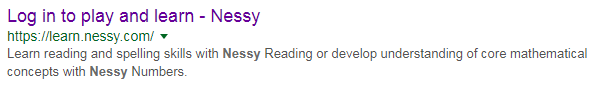 Log in to play and learn - Nessy
https://learn.nessy.com/
Learn reading and spelling skills with Nessy Reading or develop understanding of core mathematical
concepts with Nessy Numbers.